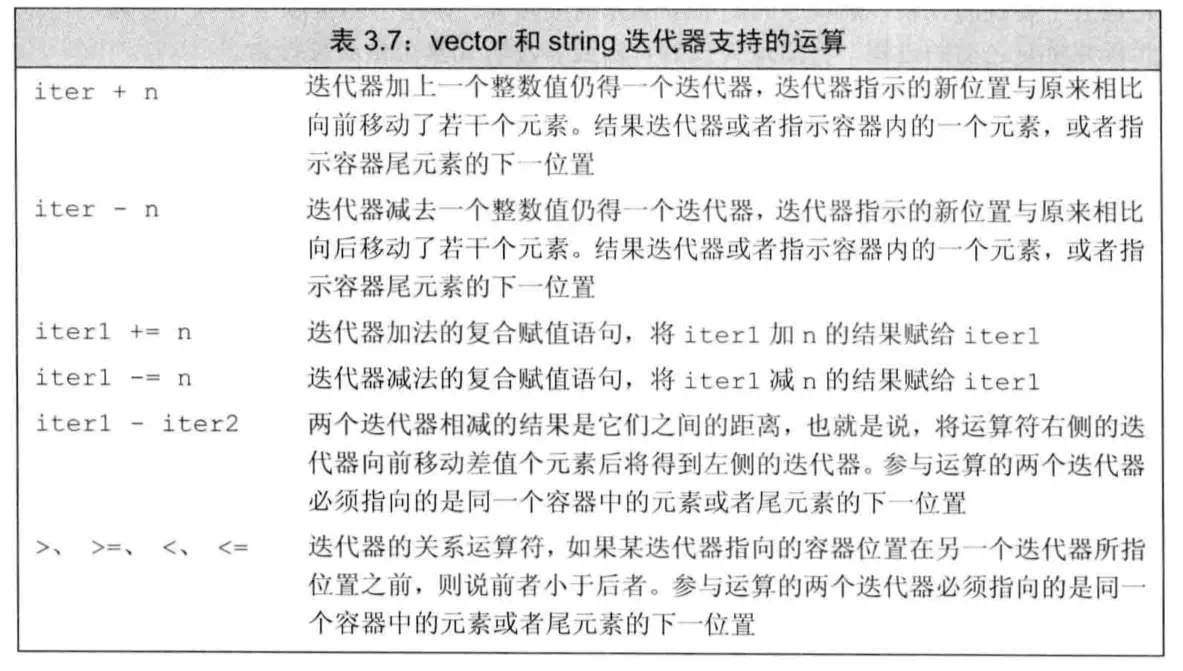 表 3.7：vector 和 string 迭代器支持的运算
iter + n 迭代器加上一个整数值仍得一个迭代器，迭代器指示的新位置与原来相比
向前移动了若干个元素。结果迭代器或者指示容器内的一个元素，或者指
示容器尾元素的下一位置
iter - n 迭代器减去一个整数值仍得一个迭代器，迭代器指示的新位置与原来相比
向后移动了若干个元素。结果迭代器或者指示容器内的一个元素，或者指
示容器尾元素的下一位置
iter1 += n 迭代器加法的复合赋值语句，将 iter1 加 n 的结果赋给 iter1
iter1 -= n 迭代器减法的复合赋值语句，将 iter1 减 n 的结果赋给 iter1
iter1 - iter2 两个迭代器相减的结果是它们之间的距离，也就是说，将运算符右侧的迭
代器向前移动差值个元素后将得到左侧的迭代器。参与运算的两个迭代器
必须指向的是同一个容器中的元素或者尾元素的下一位置
>、 >=、 <、 <= 迭代器的关系运算符，如果某迭代器指向的容器位置在另一个迭代器所指
位置之前，则说前者小于后者。参与运算的两个迭代器必须指向的是同一
个容器中的元素或者尾元素的下一位置